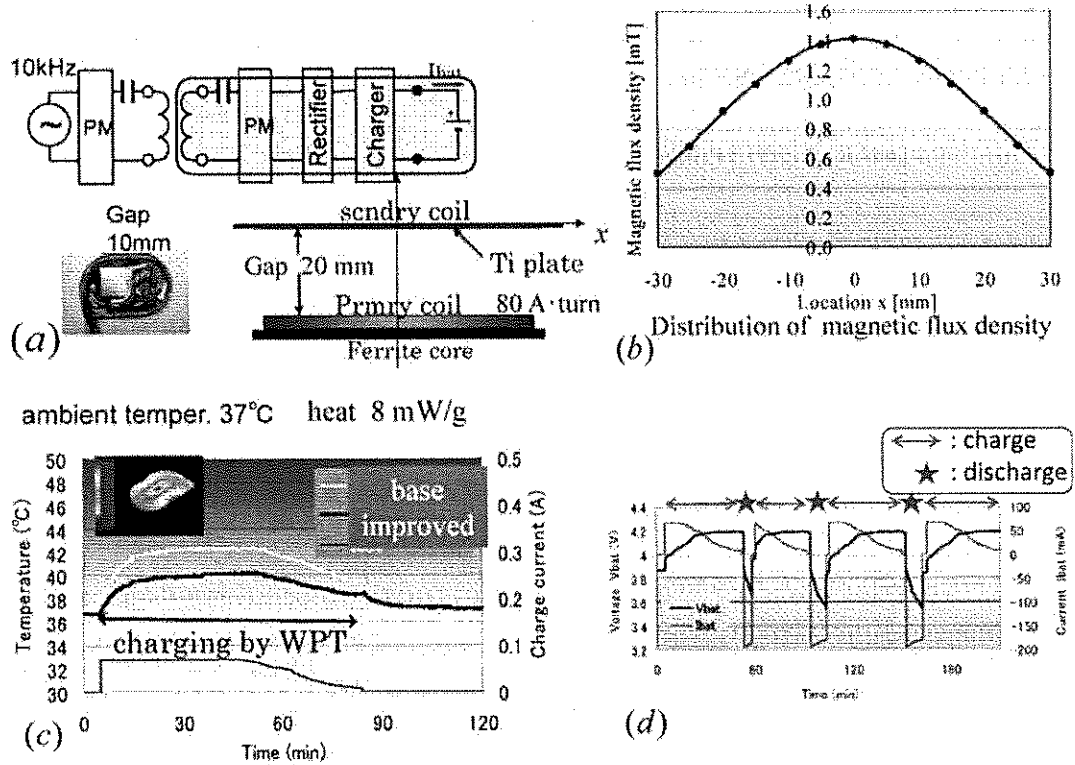 10kHz
PM
PM
Rectifier
Charger
Ibat
Gap
10mm
scndry coil
x
Gap 20 mm
Ti plate
Prmry coil
80 A·turn
Ferrite core
(a)
Magnetic flux density [mT]
1.6
1.4
1.2
1.0
0.8
0.6
0.4
0.2
0.0
-30 -20 -10 0 10 20 30
Location x [mm]
Distribution of magnetic flux density
(b)
ambient temper. 37°C heat 8 mW/g
Temperature (°C)
50
48
46
44
42
40
38
36
34
32
30
base
improved
charging by WPT
0.5
0.4
0.3
0.2
0.1
0
Charge current (A)
0 30 60 90 120
Time (min)
(c)
: charge
: discharge
Voltage Vbat (V)
4.4
4.2
4
3.8
3.6
3.4
3.2
Vbat
Ibat
100
50
0
-50
-100
-150
-200
Current Ibat (mA)
0 60 120 180
Time (min)
(d)